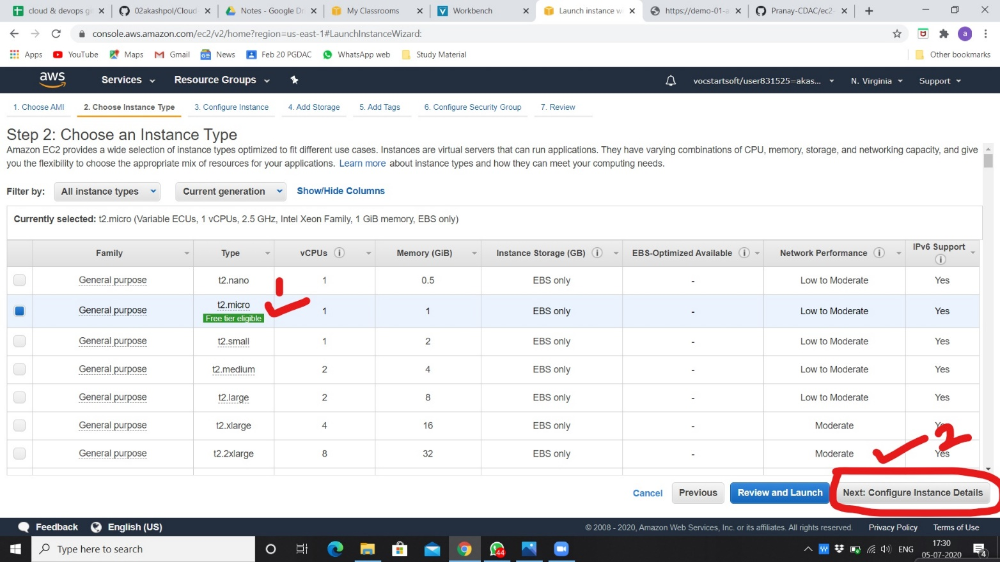 cloud & devops gi
02akashpol/Cloud
Notes - Google Dri
My Classrooms
Workbench
Launch instance w
https://demo-01-a
Pranay-CDAC/ec2-
console.aws.amazon.com/ec2/v2/home?region=us-east-1#LaunchInstanceWizard:
a
Apps YouTube Maps Gmail News Feb 20 PGDAC WhatsApp web Study Material Other bookmarks
aws Services Resource Groups vocstartsoft/user831525=akas... N. Virginia Support
1. Choose AMI 2. Choose Instance Type 3. Configure Instance 4. Add Storage 5. Add Tags 6. Configure Security Group 7. Review
Step 2: Choose an Instance Type
Amazon EC2 provides a wide selection of instance types optimized to fit different use cases. Instances are virtual servers that can run applications. They have varying combinations of CPU, memory, storage, and networking capacity, and give
you the flexibility to choose the appropriate mix of resources for your applications. Learn more about instance types and how they can meet your computing needs.
Filter by: All instance types Current generation Show/Hide Columns
Currently selected: t2.micro (Variable ECUs, 1 vCPUs, 2.5 GHz, Intel Xeon Family, 1 GiB memory, EBS only)
Family Type vCPUs Memory (GiB) Instance Storage (GB) EBS-Optimized Available Network Performance IPv6 Support
General purpose t2.nano 1 0.5 EBS only - Low to Moderate Yes
1
General purpose t2.micro 1 1 EBS only - Low to Moderate Yes
Free tier eligible
General purpose t2.small 1 2 EBS only - Low to Moderate Yes
General purpose t2.medium 2 4 EBS only - Low to Moderate Yes
General purpose t2.large 2 8 EBS only - Low to Moderate Yes
General purpose t2.xlarge 4 16 EBS only - Moderate Yes
2
General purpose t2.2xlarge 8 32 EBS only - Moderate Yes
Cancel Previous Review and Launch Next: Configure Instance Details
Feedback English (US) © 2008 - 2020, Amazon Web Services, Inc. or its affiliates. All rights reserved. Privacy Policy Terms of Use
Type here to search 44 ENG 17:30
05-07-2020 4